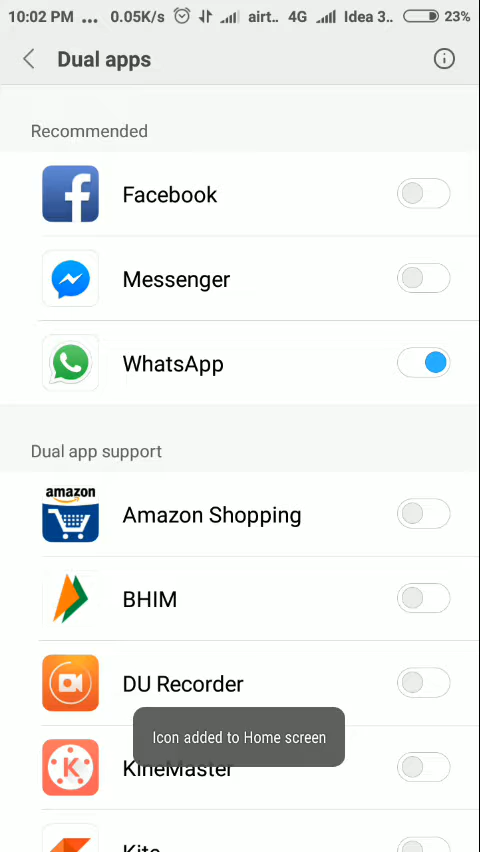 10:02 PM ... 0.05K/s airt.. 4G Idea 3.. 23%
Dual apps
Recommended
Facebook
Messenger
WhatsApp
Dual app support
amazon
Amazon Shopping
BHIM
DU Recorder
Icon added to Home screen
K
KineMaster
Kite